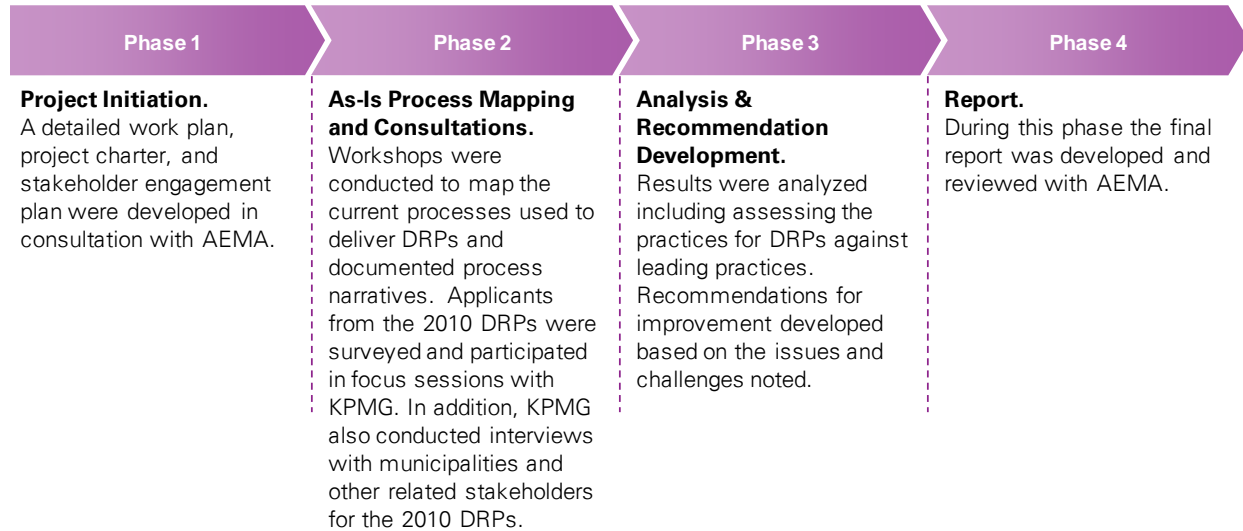 Phase 1
Phase 2
Phase 3
Phase 4
Project Initiation.
A detailed work plan,
project charter, and
stakeholder engagement
plan were developed in
consultation with AEMA.
As-Is Process Mapping
and Consultations.
Workshops were
conducted to map the
current processes used to
deliver DRPs and
documented process
narratives. Applicants
from the 2010 DRPs were
surveyed and participated
in focus sessions with
KPMG. In addition, KPMG
also conducted interviews
with municipalities and
other related stakeholders
for the 2010 DRPs.
Analysis &
Recommendation
Development.
Results were analyzed
including assessing the
practices for DRPs against
leading practices.
Recommendations for
improvement developed
based on the issues and
challenges noted.
Report.
During this phase the final
report was developed and
reviewed with AEMA.